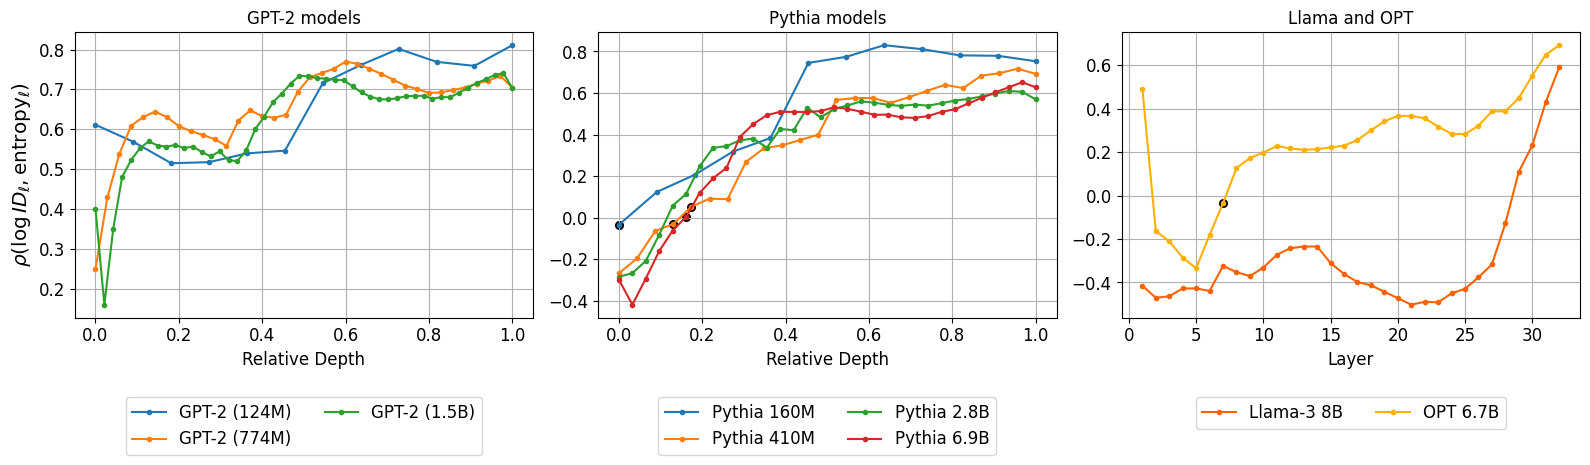 GPT-2 models
ρ(log IDℓ, entropyℓ)
0.8
0.7
0.6
0.5
0.4
0.3
0.2
0.0 0.2 0.4 0.6 0.8 1.0
Relative Depth
GPT-2 (124M) GPT-2 (1.5B)
GPT-2 (774M)
Pythia models
0.8
0.6
0.4
0.2
0.0
−0.2
−0.4
0.0 0.2 0.4 0.6 0.8 1.0
Relative Depth
Pythia 160M Pythia 2.8B
Pythia 410M Pythia 6.9B
Llama and OPT
0.6
0.4
0.2
0.0
−0.2
−0.4
0 5 10 15 20 25 30
Layer
Llama-3 8B OPT 6.7B